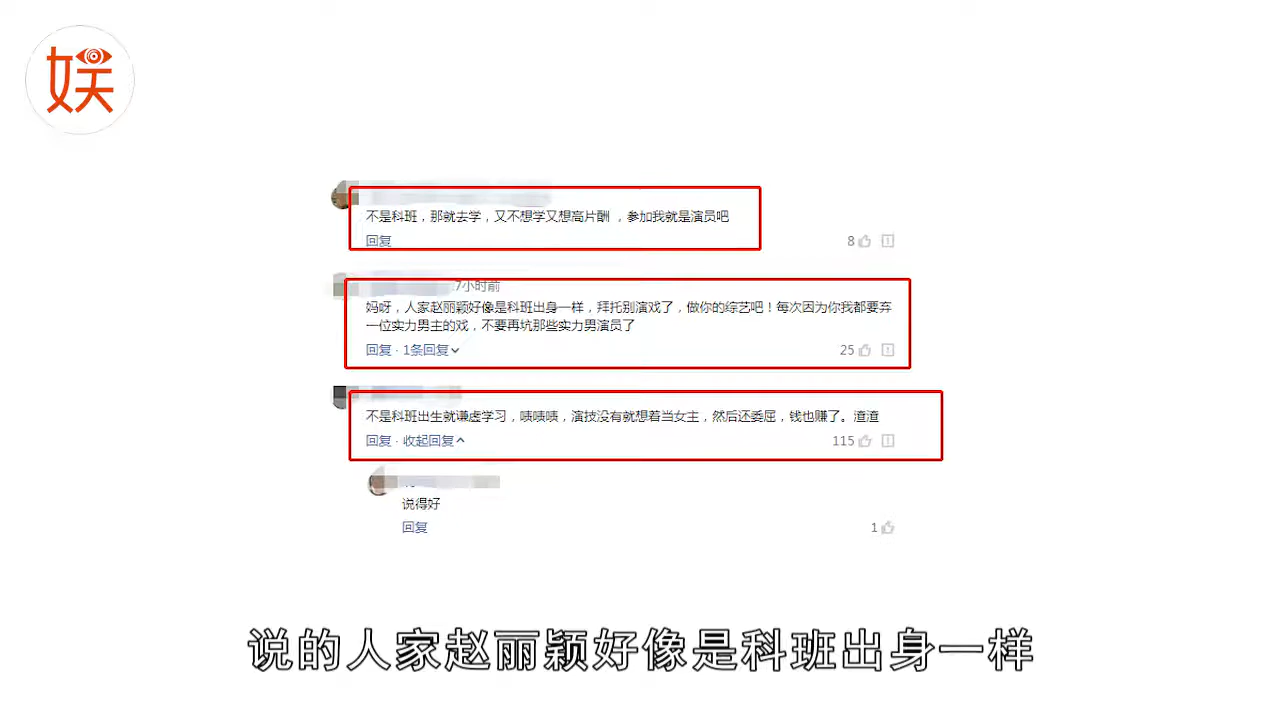 娱
不是科班，那就去学，又不想学又想高片酬 ，参加我就是演员吧
回复
8
7小时前
妈呀，人家赵丽颖好像是科班出身一样，拜托别演戏了，做你的综艺吧！每次因为你我都要弃
一位实力男主的戏，不要再坑那些实力男演员了
回复 · 1条回复
25
不是科班出生就谦虚学习，咦咦咦，演技没有就想着当女主，然后还委屈，钱也赚了。渣渣
回复 · 收起回复
115
说得好
回复
1
说的人家赵丽颖好像是科班出身一样